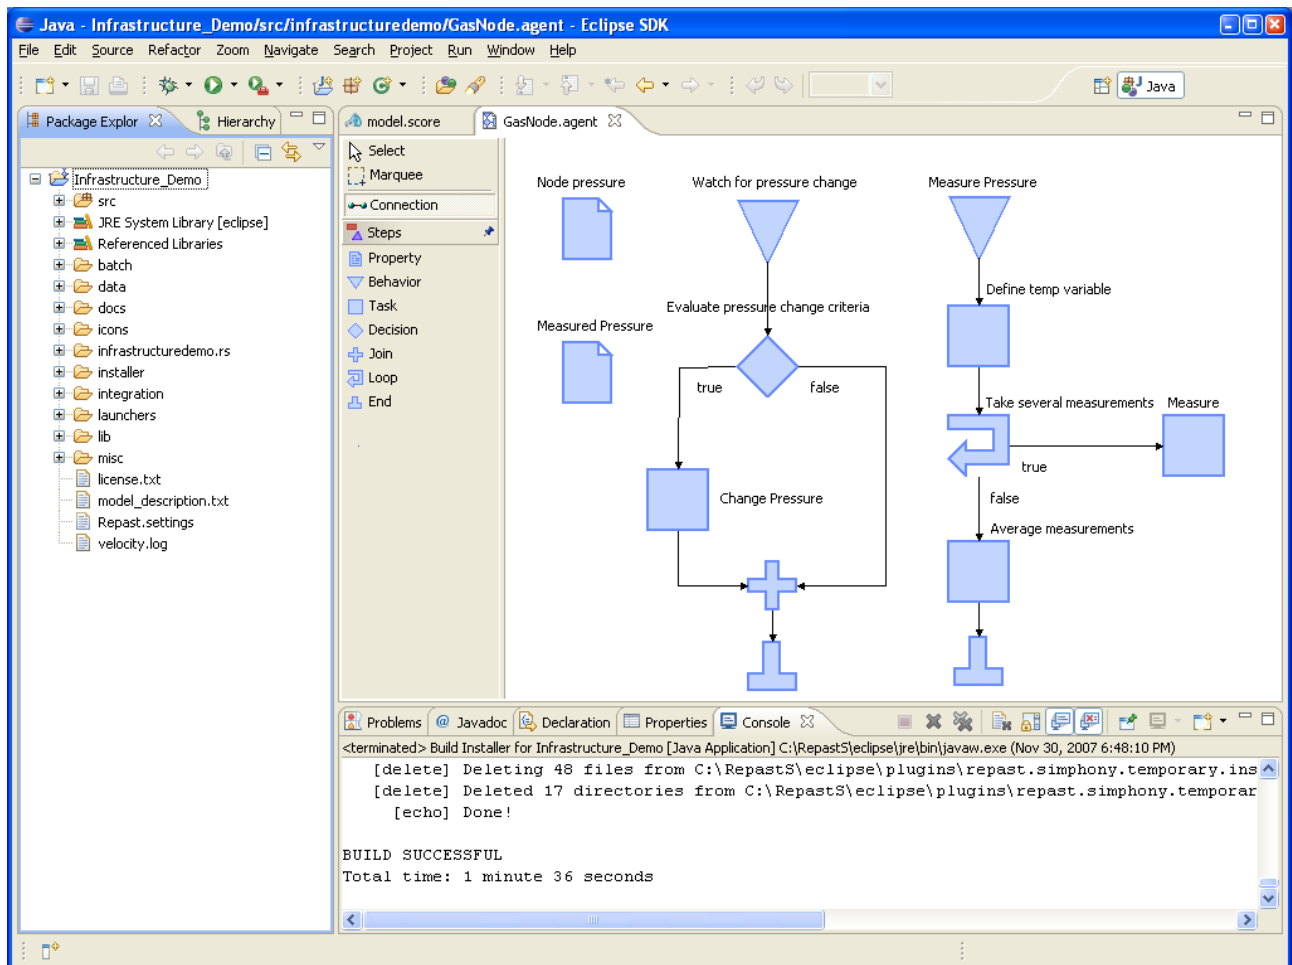 Java - Infrastructure_Demo/src/infrastructuredemo/GasNode.agent - Eclipse SDK
File Edit Source Refactor Zoom Navigate Search Project Run Window Help
Java
Package Explor
Hierarchy
Infrastructure_Demo
src
JRE System Library [eclipse]
Referenced Libraries
batch
data
docs
icons
infrastructuredemo.rs
installer
integration
launchers
lib
misc
license.txt
model_description.txt
Repast.settings
velocity.log
model.score
GasNode.agent
Select
Marquee
Connection
Steps
Property
Behavior
Task
Decision
Join
Loop
End
Node pressure
Watch for pressure change
Measure Pressure
Define temp variable
Evaluate pressure change criteria
Measured Pressure
true
false
Take several measurements
Measure
true
false
Change Pressure
Average measurements
Problems
@ Javadoc
Declaration
Properties
Console
<terminated> Build Installer for Infrastructure_Demo [Java Application] C:\RepastS\eclipse\jre\bin\javaw.exe (Nov 30, 2007 6:48:10 PM)
[delete] Deleting 48 files from C:\RepastS\eclipse\plugins\repast.simphony.temporary.ins
[delete] Deleted 17 directories from C:\RepastS\eclipse\plugins\repast.simphony.temporar
[echo] Done!
BUILD SUCCESSFUL
Total time: 1 minute 36 seconds